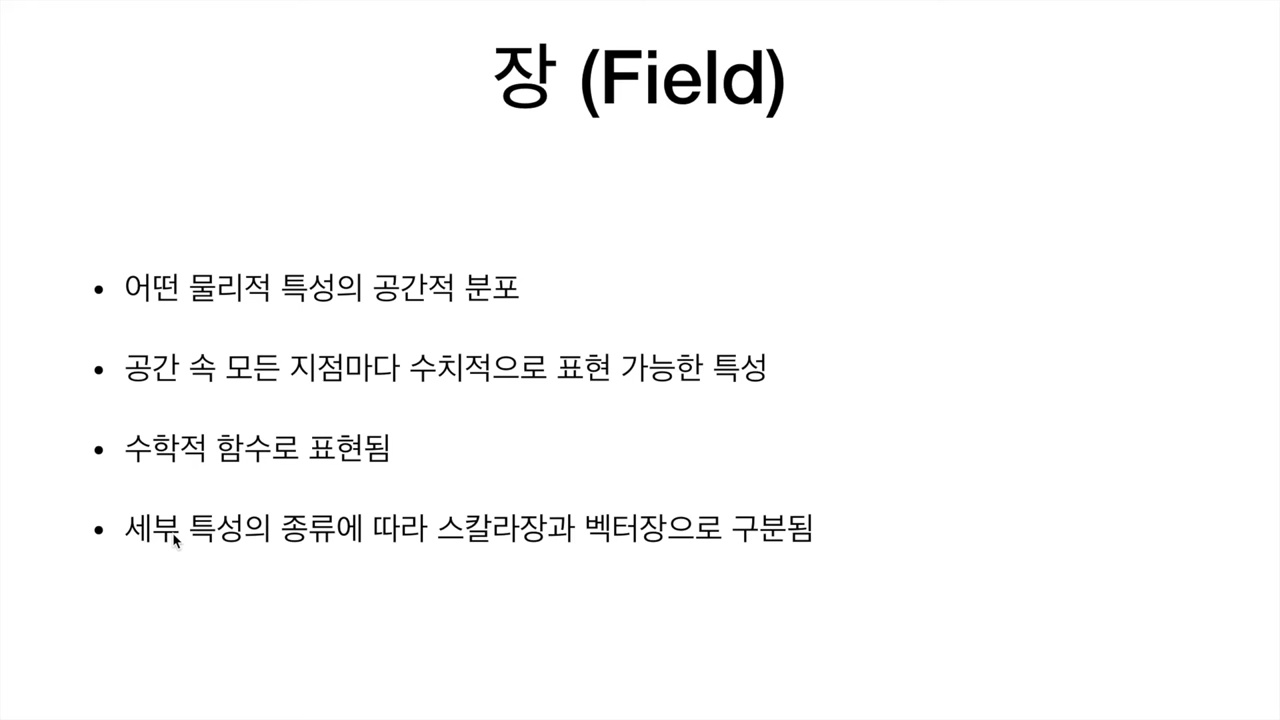 장 (Field)
• 어떤 물리적 특성의 공간적 분포
• 공간 속 모든 지점마다 수치적으로 표현 가능한 특성
• 수학적 함수로 표현됨
• 세부 특성의 종류에 따라 스칼라장과 벡터장으로 구분됨